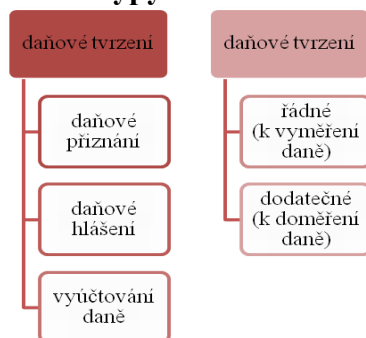 daňové tvrzení
daňové
přiznání
daňové
hlášení
vyúčtování
daně
daňové tvrzení
řádné
(k vyměření
daně)
dodatečné
(k doměření
daně)